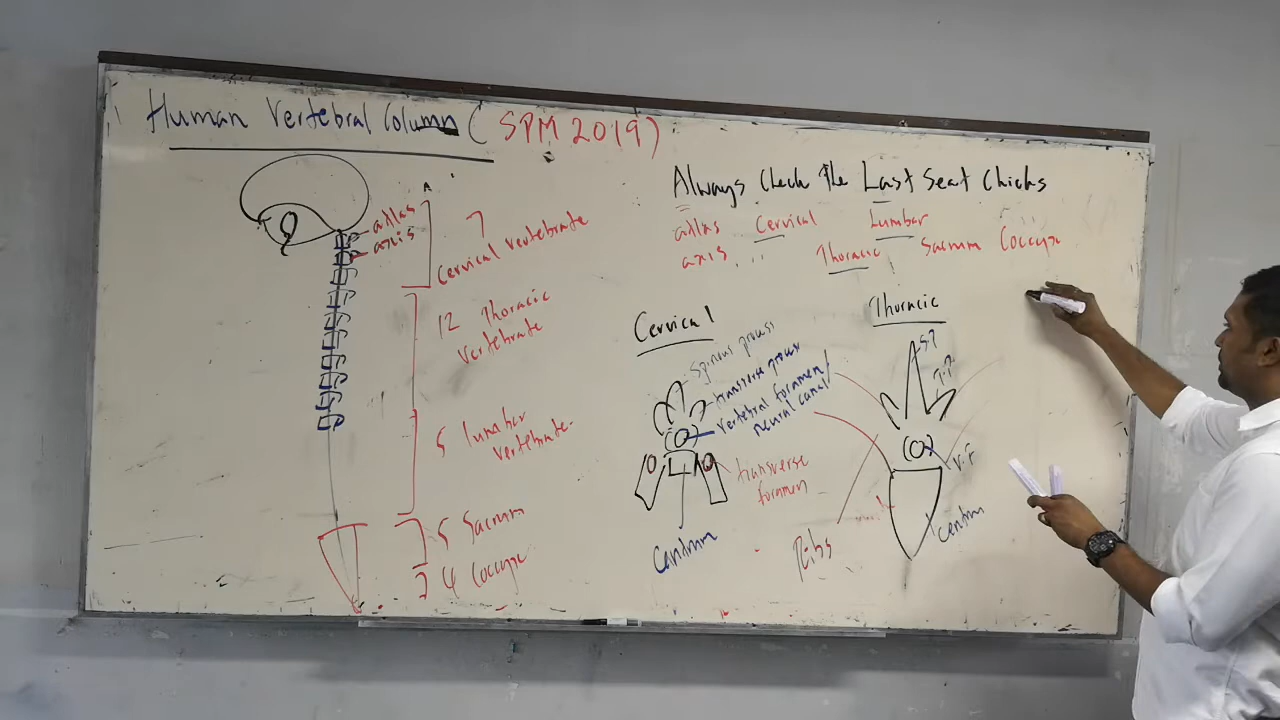 Human Vertebral Column ( SPM 2019)
atlas
axis
7
Cervical vertebrate
12 Thoracic
Vertebrate
5 lumbar
vertebrate
5 Sacrum
4 Coccyx
Always Check The Last Seat Chicks
atlas Cervical Lumbar
axis Thoracic Sacrum Coccyx
Cervical
Spinous process
transverse process
Vertebral foramen/
neural canal
transverse
foramen
Centrum
Thoracic
S.P
T.P.
V.F
Centrum
Ribs